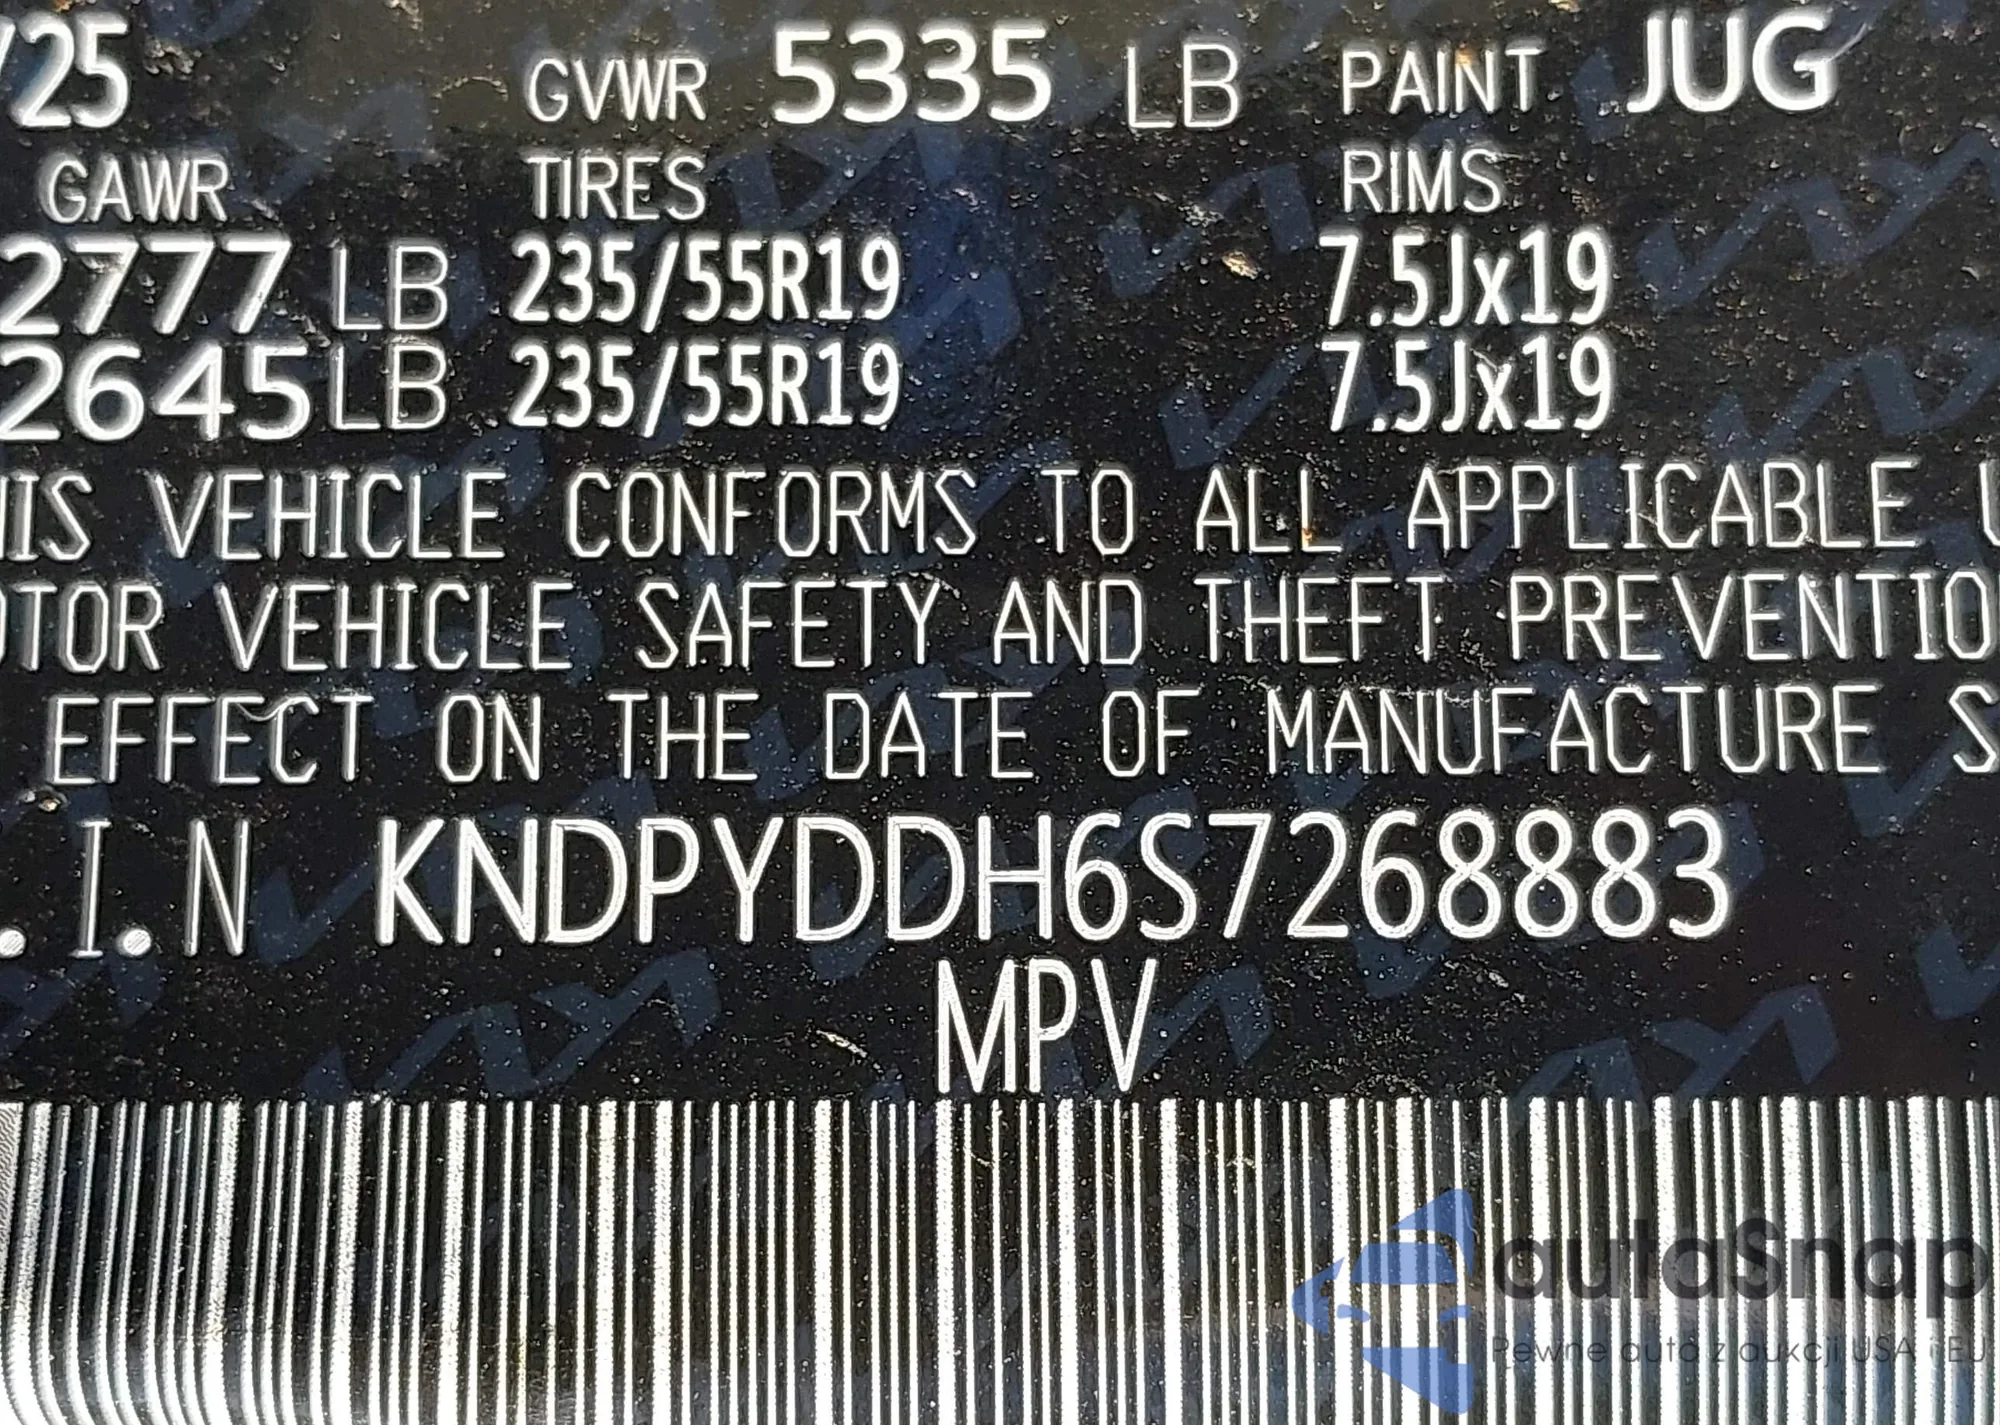 /25 GVWR 5335 LB PAINT JUG
GAWR TIRES RIMS
2777 LB 235/55R19 7.5Jx19
2645 LB 235/55R19 7.5Jx19
HIS VEHICLE CONFORMS TO ALL APPLICABLE U
OTOR VEHICLE SAFETY AND THEFT PREVENTIO
EFFECT ON THE DATE OF MANUFACTURE S
.I.N KNDPYDDH6S7268883
MPV
autaSnap
Pewne auta z aukcji USA i EU